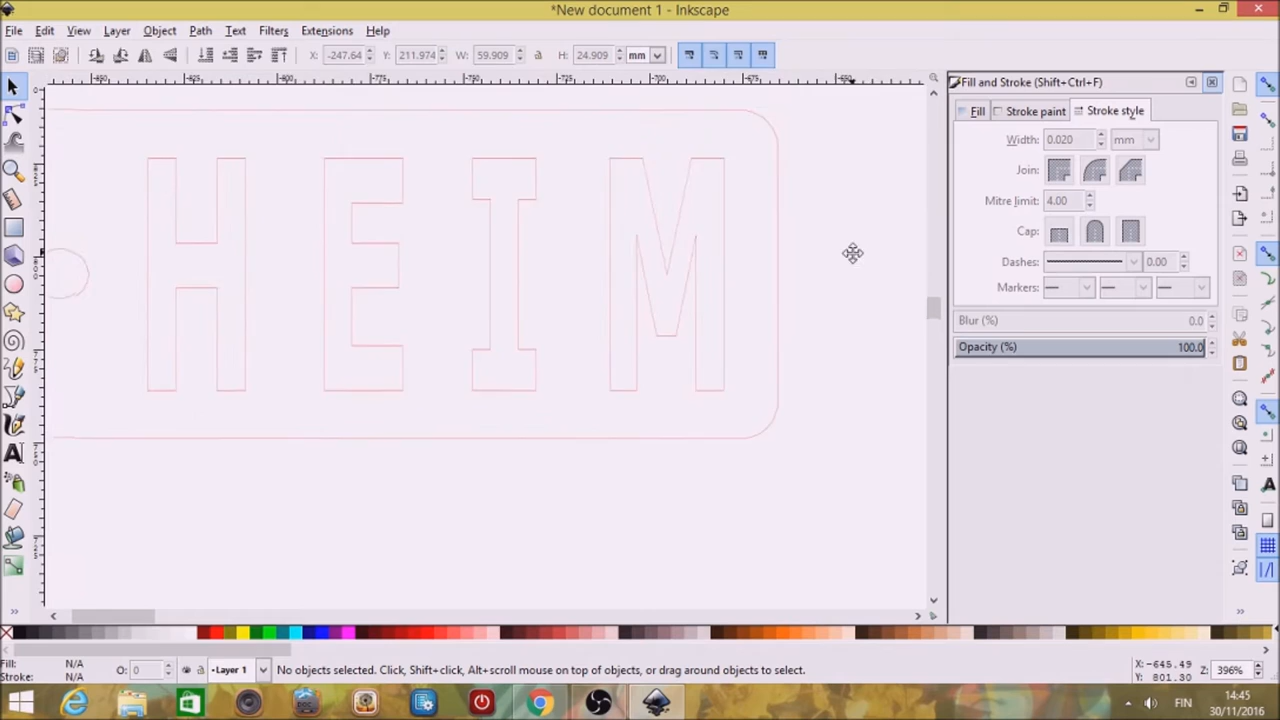 *New document 1 - Inkscape
File Edit View Layer Object Path Text Filters Extensions Help
X: -247.64 Y: 211.974 W: 59.909 H: 24.909 mm
Fill and Stroke (Shift+Ctrl+F)
Fill Stroke paint Stroke style
Width: 0.020 mm
Join:
Mitre limit: 4.00
Cap:
Dashes: 0.00
Markers:
Blur (%) 0.0
Opacity (%) 100.0
HEIM
Fill: N/A O: 0 Layer 1 No objects selected. Click, Shift+click, Alt+scroll mouse on top of objects, or drag around objects to select. X: -645.49 Z: 396%
Stroke: N/A Y: 801.30
FIN 14:45
30/11/2016